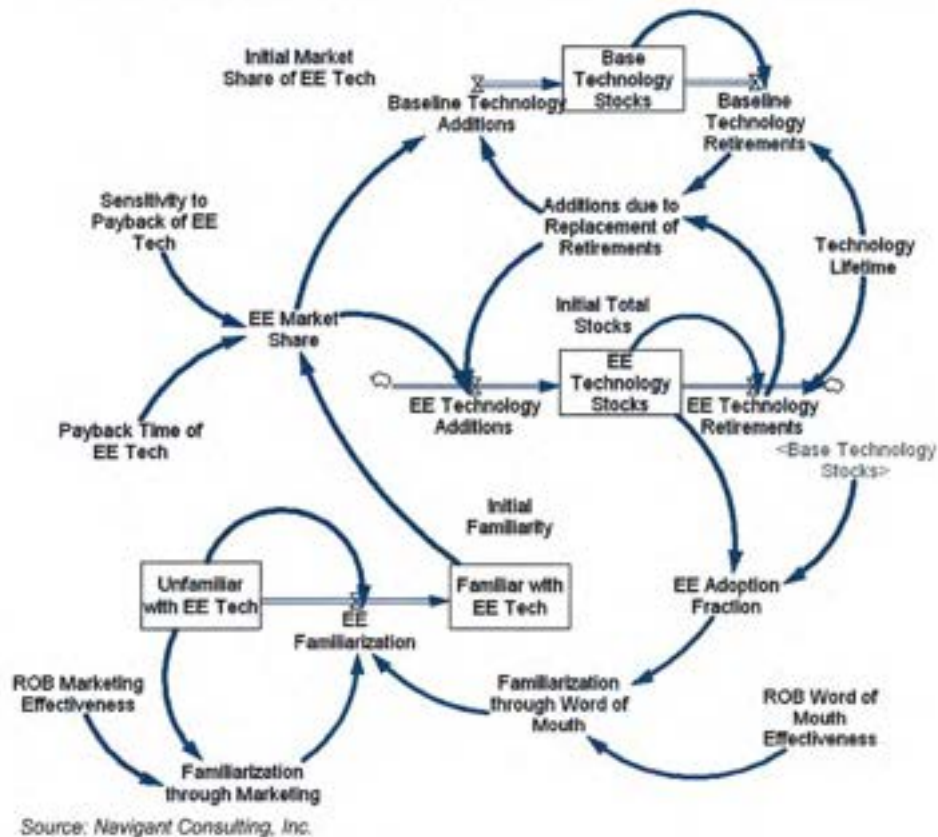 Initial Market
Share of EE Tech
Base
Technology
Stocks
Baseline Technology
Additions
Baseline
Technology
Retirements
Sensitivity to
Payback of EE
Tech
Additions due to
Replacement of
Retirements
Technology
Lifetime
EE Market
Share
Initial Total
Stocks
EE
Technology
Stocks
EE Technology
Additions
EE Technology
Retirements
Payback Time of
EE Tech
<Base Technology
Stocks>
Initial
Familiarity
Unfamiliar
with EE Tech
Familiar with
EE Tech
EE
Familiarization
EE Adoption
Fraction
ROB Marketing
Effectiveness
Familiarization
through Word of
Mouth
ROB Word of
Mouth
Effectiveness
Familiarization
through Marketing
Source: Navigant Consulting, Inc.